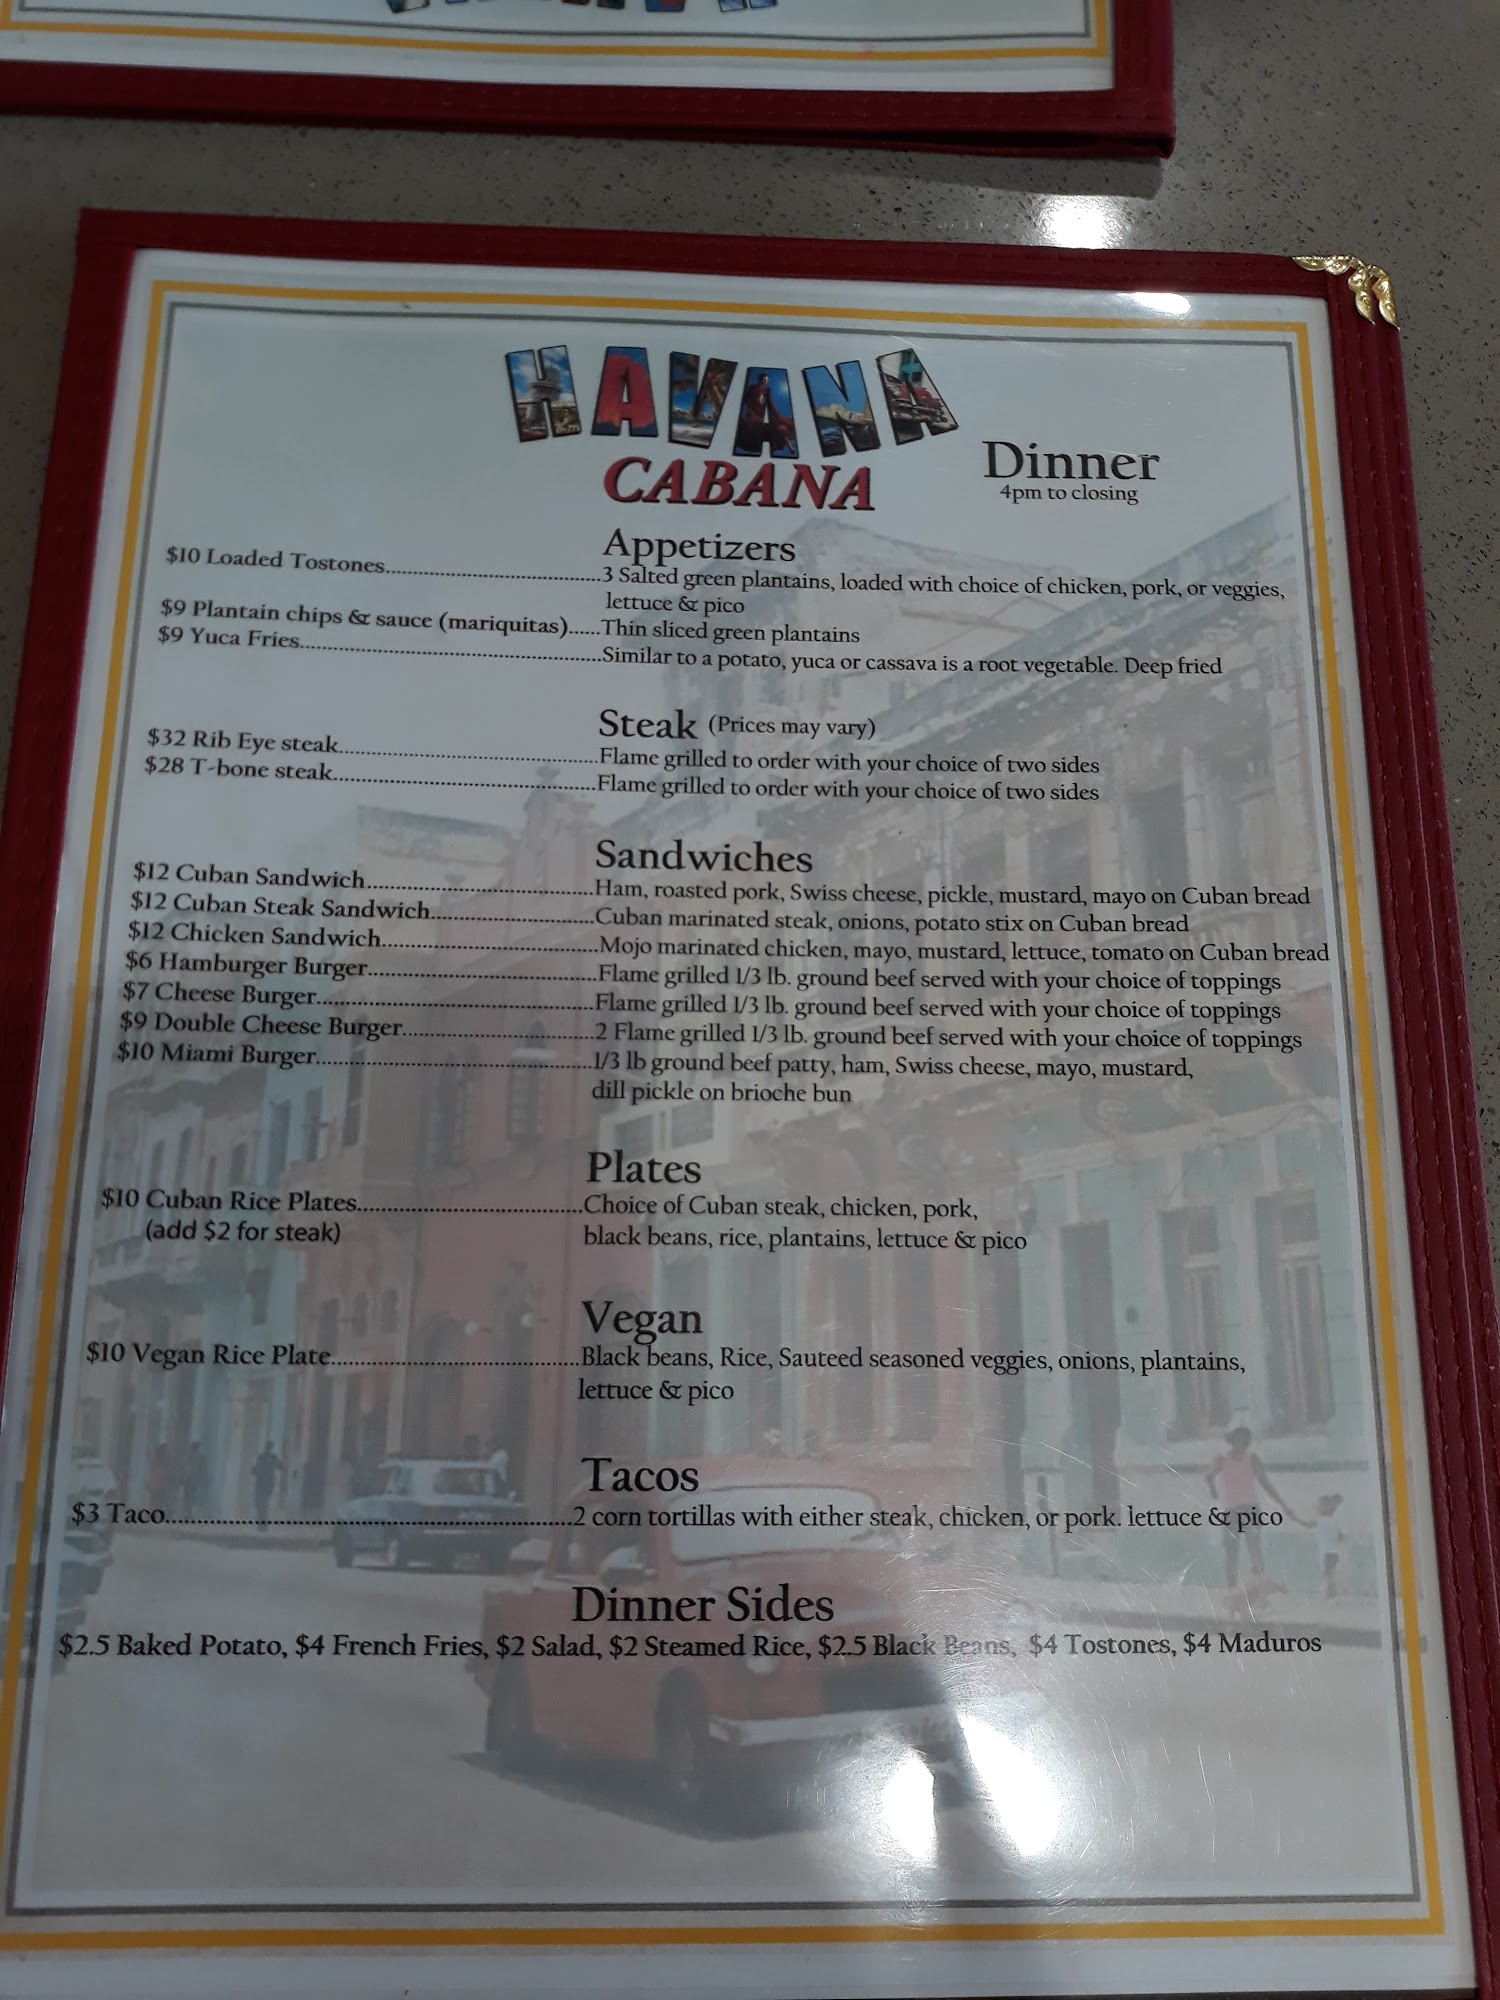 HAVANA
CABANA
Dinner
4pm to closing
Appetizers
$10 Loaded Tostones..........3 Salted green plantains, loaded with choice of chicken, pork, or veggies,
lettuce & pico
$9 Plantain chips & sauce (mariquitas)......Thin sliced green plantains
$9 Yuca Fries..........Similar to a potato, yuca or cassava is a root vegetable. Deep fried
Steak (Prices may vary)
$32 Rib Eye steak..........Flame grilled to order with your choice of two sides
$28 T-bone steak..........Flame grilled to order with your choice of two sides
Sandwiches
$12 Cuban Sandwich..........Ham, roasted pork, Swiss cheese, pickle, mustard, mayo on Cuban bread
$12 Cuban Steak Sandwich..........Cuban marinated steak, onions, potato stix on Cuban bread
$12 Chicken Sandwich..........Mojo marinated chicken, mayo, mustard, lettuce, tomato on Cuban bread
$6 Hamburger Burger..........Flame grilled 1/3 lb. ground beef served with your choice of toppings
$7 Cheese Burger..........Flame grilled 1/3 lb. ground beef served with your choice of toppings
$9 Double Cheese Burger..........2 Flame grilled 1/3 lb. ground beef served with your choice of toppings
$10 Miami Burger..........1/3 lb ground beef patty, ham, Swiss cheese, mayo, mustard,
dill pickle on brioche bun
Plates
$10 Cuban Rice Plates..........Choice of Cuban steak, chicken, pork,
(add $2 for steak) black beans, rice, plantains, lettuce & pico
Vegan
$10 Vegan Rice Plate..........Black beans, Rice, Sauteed seasoned veggies, onions, plantains,
lettuce & pico
Tacos
$3 Taco..........2 corn tortillas with either steak, chicken, or pork. lettuce & pico
Dinner Sides
$2.5 Baked Potato, $4 French Fries, $2 Salad, $2 Steamed Rice, $2.5 Black Beans, $4 Tostones, $4 Maduros